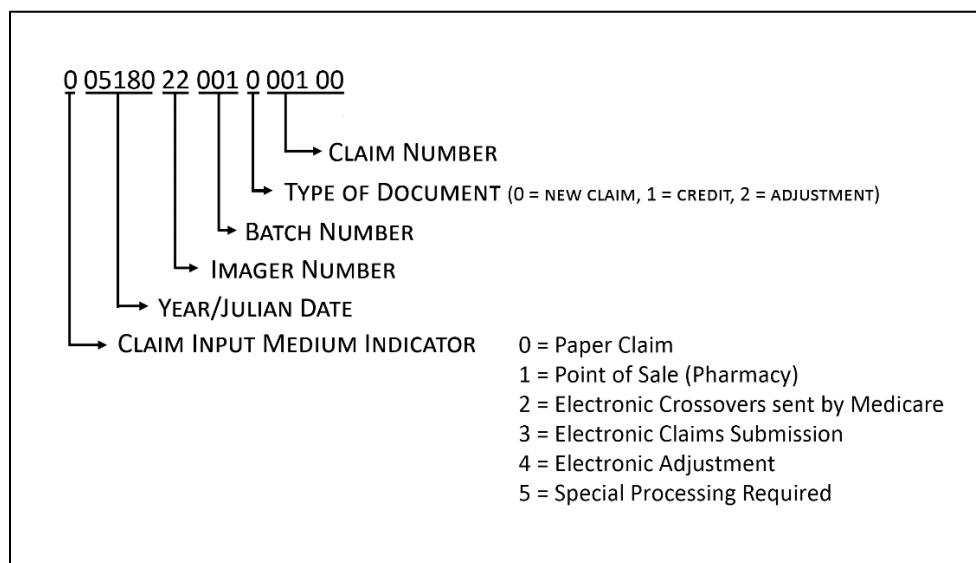 0 05180 22 001 0 001 00
CLAIM NUMBER
TYPE OF DOCUMENT (0 = NEW CLAIM, 1 = CREDIT, 2 = ADJUSTMENT)
BATCH NUMBER
IMAGER NUMBER
YEAR/JULIAN DATE
CLAIM INPUT MEDIUM INDICATOR
0 = Paper Claim
1 = Point of Sale (Pharmacy)
2 = Electronic Crossovers sent by Medicare
3 = Electronic Claims Submission
4 = Electronic Adjustment
5 = Special Processing Required